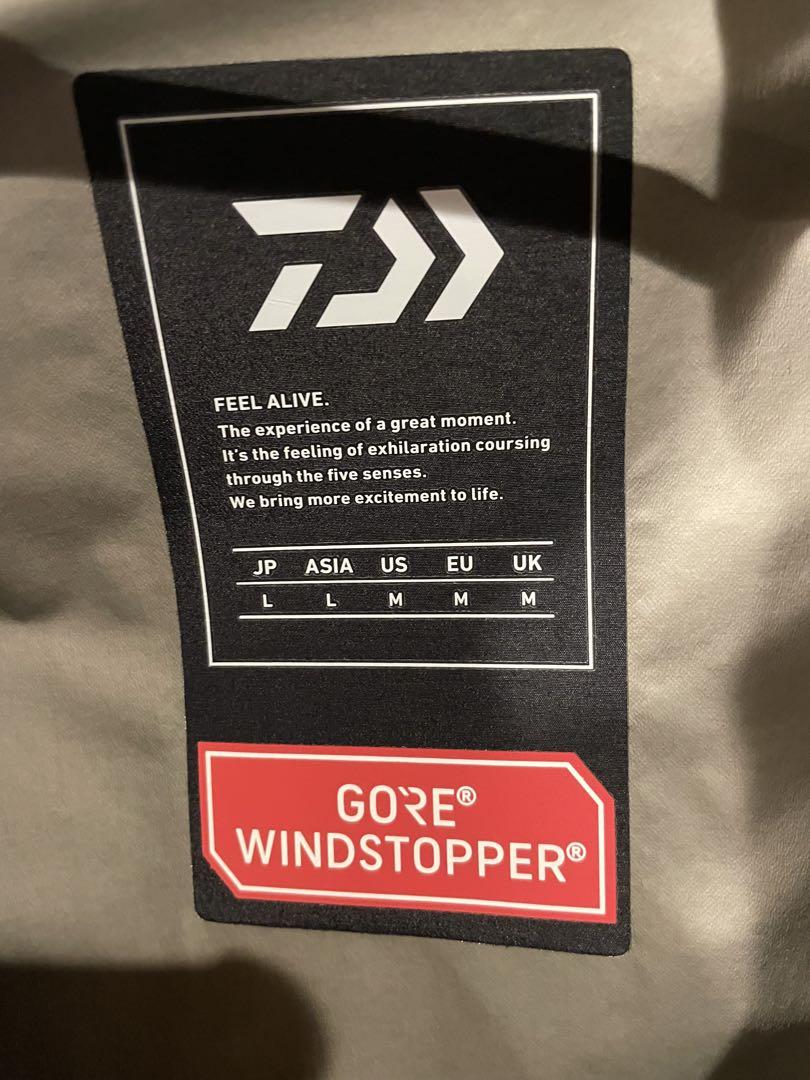 FEEL ALIVE.
The experience of a great moment.
It's the feeling of exhilaration coursing
through the five senses.
We bring more excitement to life.
JP ASIA US EU UK
L L M M M
GORE®
WINDSTOPPER®